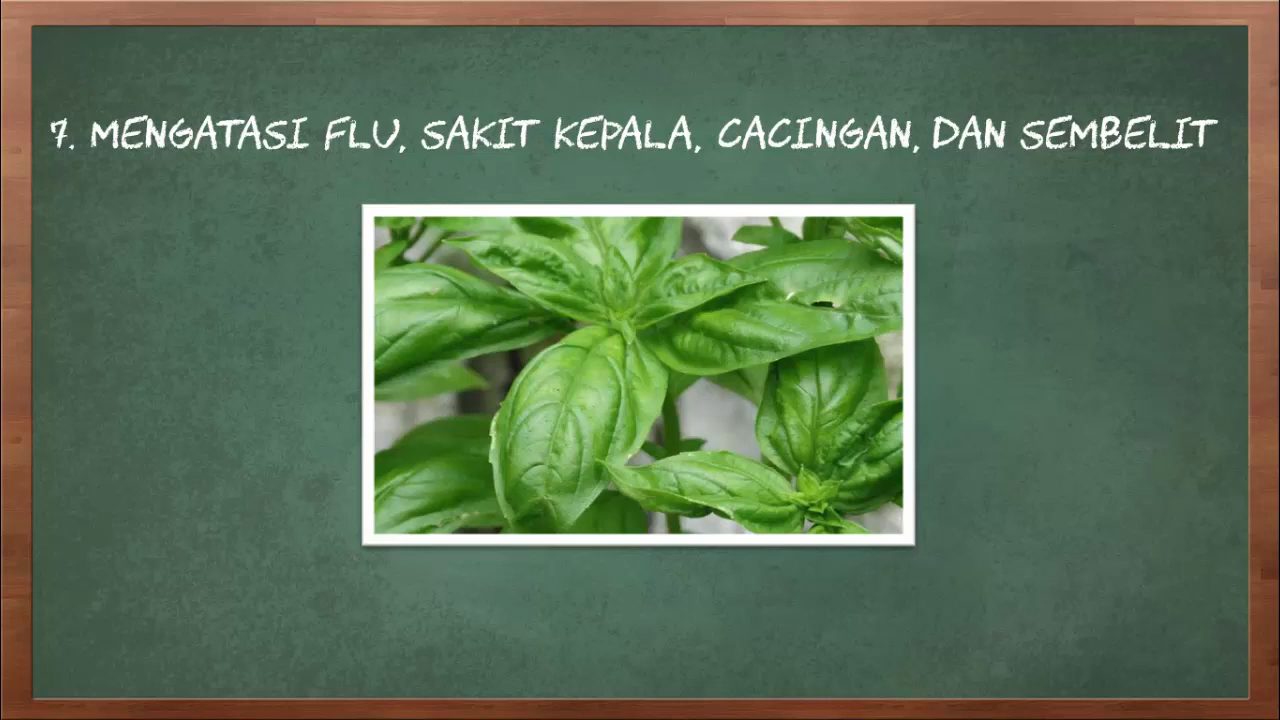 7. MENGATASI FLU, SAKIT KEPALA, CACINGAN, DAN SEMBELIT